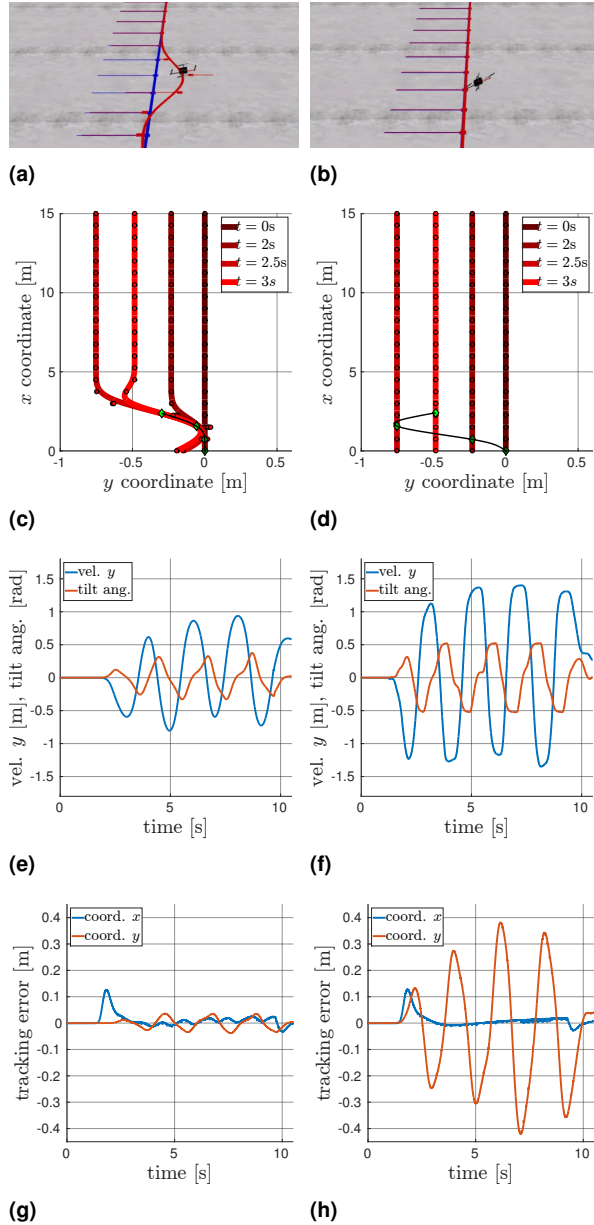 (a)
(b)
15
10
5
0
-1
-0.5
0
0.5
x coordinate [m]
y coordinate [m]
t = 0s
t = 2s
t = 2.5s
t = 3s
(c)
15
10
5
0
-1
-0.5
0
0.5
x coordinate [m]
y coordinate [m]
t = 0s
t = 2s
t = 2.5s
t = 3s
(d)
vel. y
tilt ang.
1.5
1
0.5
0
-0.5
-1
-1.5
0
5
10
vel. y [m], tilt ang. [rad]
time [s]
(e)
vel. y
tilt ang.
1.5
1
0.5
0
-0.5
-1
-1.5
0
5
10
vel. y [m], tilt ang. [rad]
time [s]
(f)
coord. x
coord. y
0.4
0.3
0.2
0.1
0
-0.1
-0.2
-0.3
-0.4
0
5
10
tracking error [m]
time [s]
(g)
coord. x
coord. y
0.4
0.3
0.2
0.1
0
-0.1
-0.2
-0.3
-0.4
0
5
10
tracking error [m]
time [s]
(h)